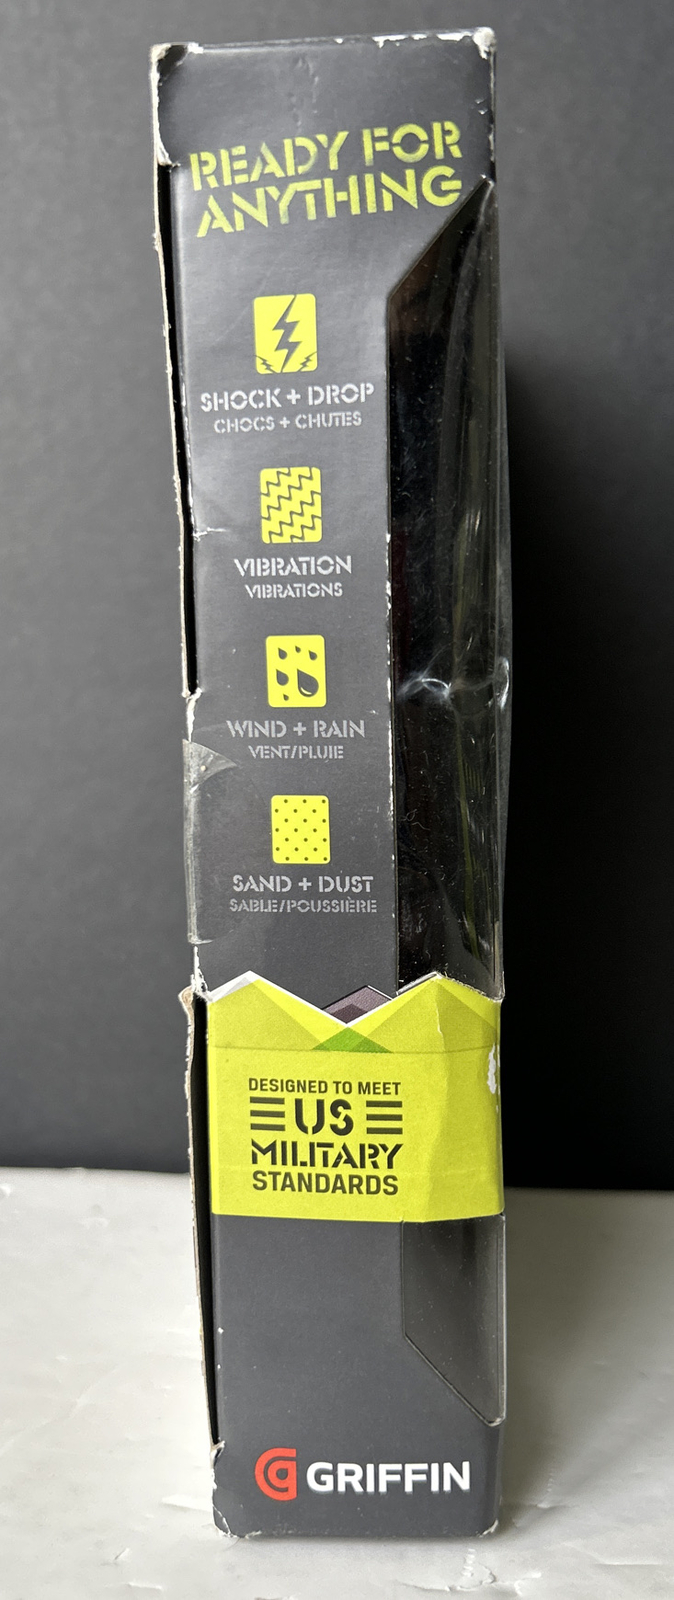 READY FOR
ANYTHING
SHOCK + DROP
CHOCS + CHUTES
VIBRATION
VIBRATIONS
WIND + RAIN
VENT/PLUIE
SAND + DUST
SABLE/POUSSIÈRE
DESIGNED TO MEET
US
MILITARY
STANDARDS
GRIFFIN